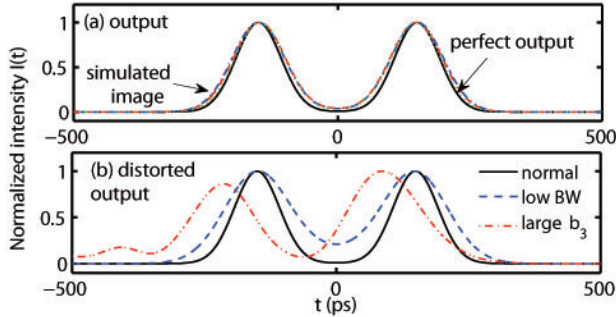 (a) output
simulated
image
perfect output
1
0.5
0
−500
0
500
Normalized intensity I(t)
(b) distorted
output
normal
low BW
large b₃
1
0.5
0
−500
0
500
t (ps)